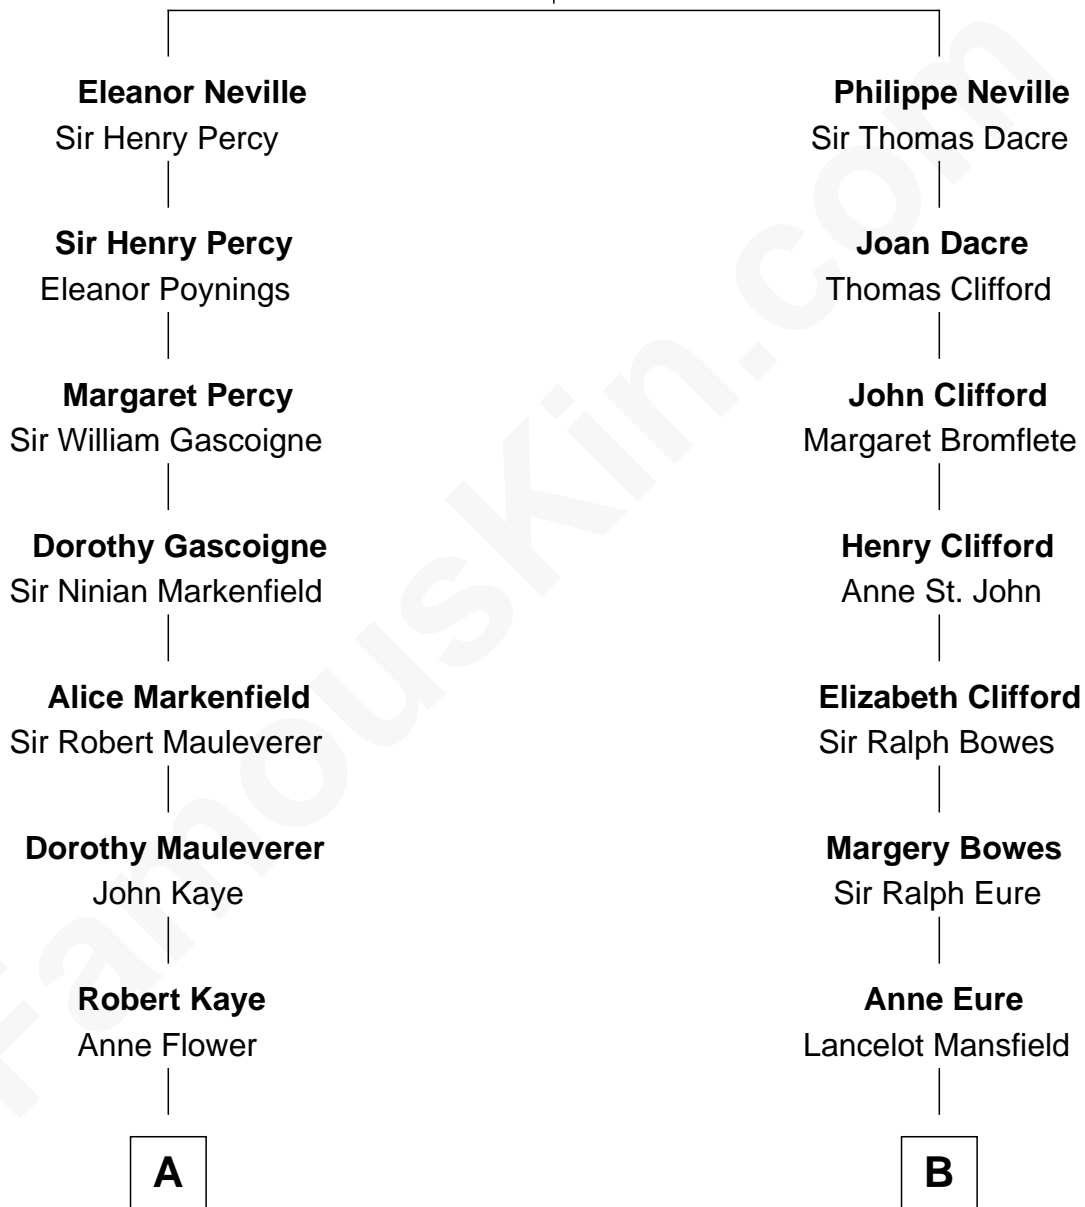 Eleanor Neville
Sir Henry Percy
Philippe Neville
Sir Thomas Dacre
Sir Henry Percy
Eleanor Poynings
Joan Dacre
Thomas Clifford
Margaret Percy
Sir William Gascoigne
John Clifford
Margaret Bromflete
Dorothy Gascoigne
Sir Ninian Markenfield
Henry Clifford
Anne St. John
Alice Markenfield
Sir Robert Mauleverer
Elizabeth Clifford
Sir Ralph Bowes
Dorothy Mauleverer
John Kaye
Margery Bowes
Sir Ralph Eure
Robert Kaye
Anne Flower
Anne Eure
Lancelot Mansfield
A
B
FamousKin.com